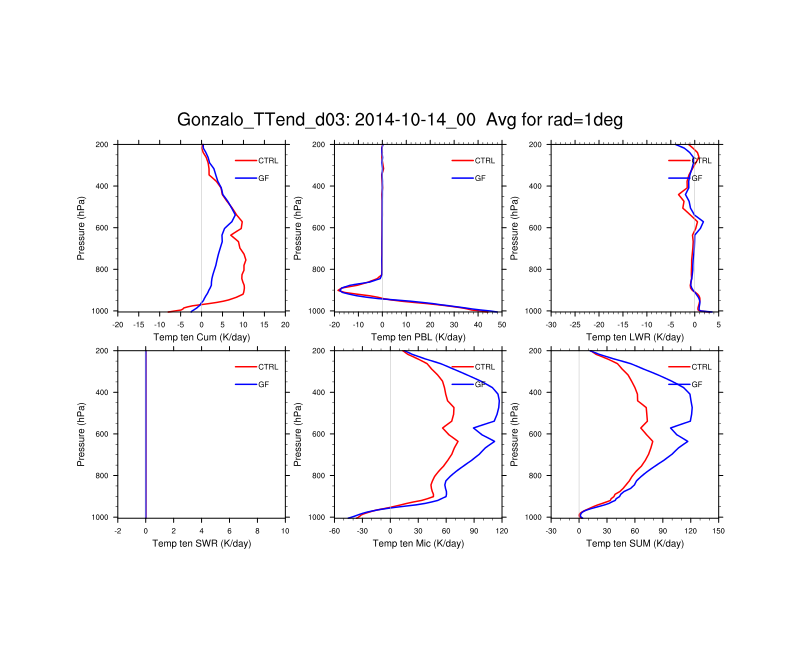 Gonzalo_TTend_d03: 2014-10-14_00 Avg for rad=1deg
200
400
600
800
1000
Pressure (hPa)
CTRL
GF
-20 -15 -10 -5 0 5 10 15 20
Temp ten Cum (K/day)
200
400
600
800
1000
Pressure (hPa)
CTRL
GF
-20 -10 0 10 20 30 40 50
Temp ten PBL (K/day)
200
400
600
800
1000
Pressure (hPa)
CTRL
GF
-30 -25 -20 -15 -10 -5 0 5
Temp ten LWR (K/day)
200
400
600
800
1000
Pressure (hPa)
CTRL
GF
-2 0 2 4 6 8 10
Temp ten SWR (K/day)
200
400
600
800
1000
Pressure (hPa)
CTRL
GF
-60 -30 0 30 60 90 120
Temp ten Mic (K/day)
200
400
600
800
1000
Pressure (hPa)
CTRL
GF
-30 0 30 60 90 120 150
Temp ten SUM (K/day)